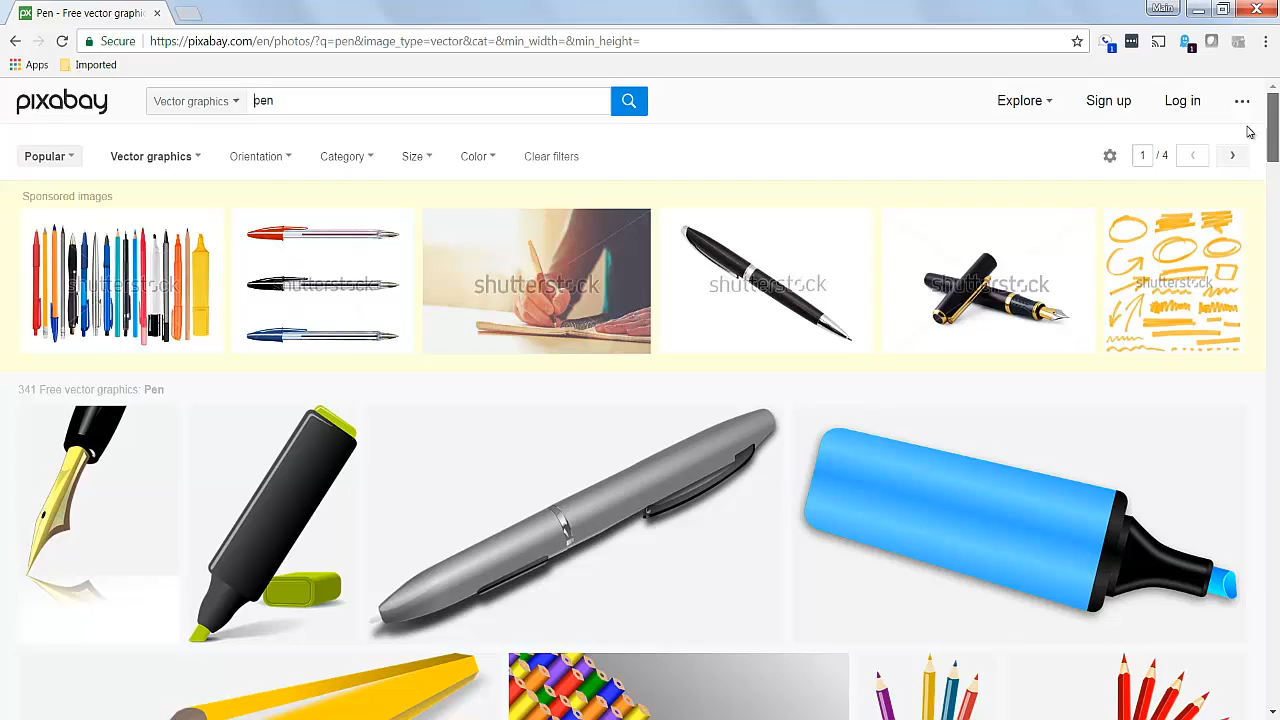 Pen - Free vector graphic
Main
Secure
https://pixabay.com/en/photos/?q=pen&image_type=vector&cat=&min_width=&min_height=
1
1
Apps
Imported
pixabay
Vector graphics
pen
Explore
Sign up
Log in
Popular
Vector graphics
Orientation
Category
Size
Color
Clear filters
1 / 4
Sponsored images
shutterstock
shutterstock
shutterstock
shutterstock
shutterstock
shutterstock
341 Free vector graphics: Pen